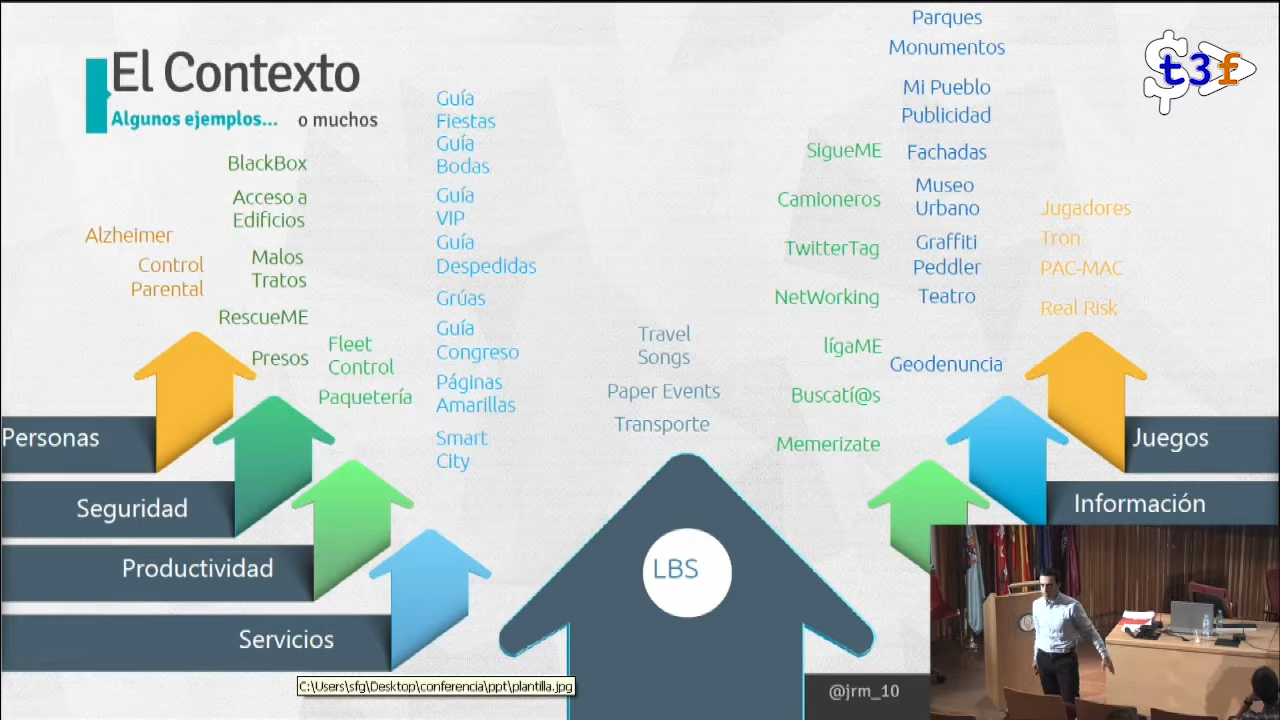 El Contexto
Algunos ejemplos... o muchos
t3f
Alzheimer
Control
Parental
BlackBox
Acceso a
Edificios
Malos
Tratos
RescueME
Presos
Fleet
Control
Paquetería
Guía
Fiestas
Guía
Bodas
Guía
VIP
Guía
Despedidas
Grúas
Guía
Congreso
Páginas
Amarillas
Smart
City
Travel
Songs
Paper Events
Transporte
SigueME
Camioneros
TwitterTag
NetWorking
lígaME
Buscatí@s
Memerizate
Parques
Monumentos
Mi Pueblo
Publicidad
Fachadas
Museo
Urbano
Graffiti
Peddler
Teatro
Geodenuncia
Jugadores
Tron
PAC-MAC
Real Risk
Personas
Seguridad
Productividad
Servicios
LBS
Juegos
Información
C:\Users\sfg\Desktop\conferencia\ppt\plantilla.jpg
@jrm_10